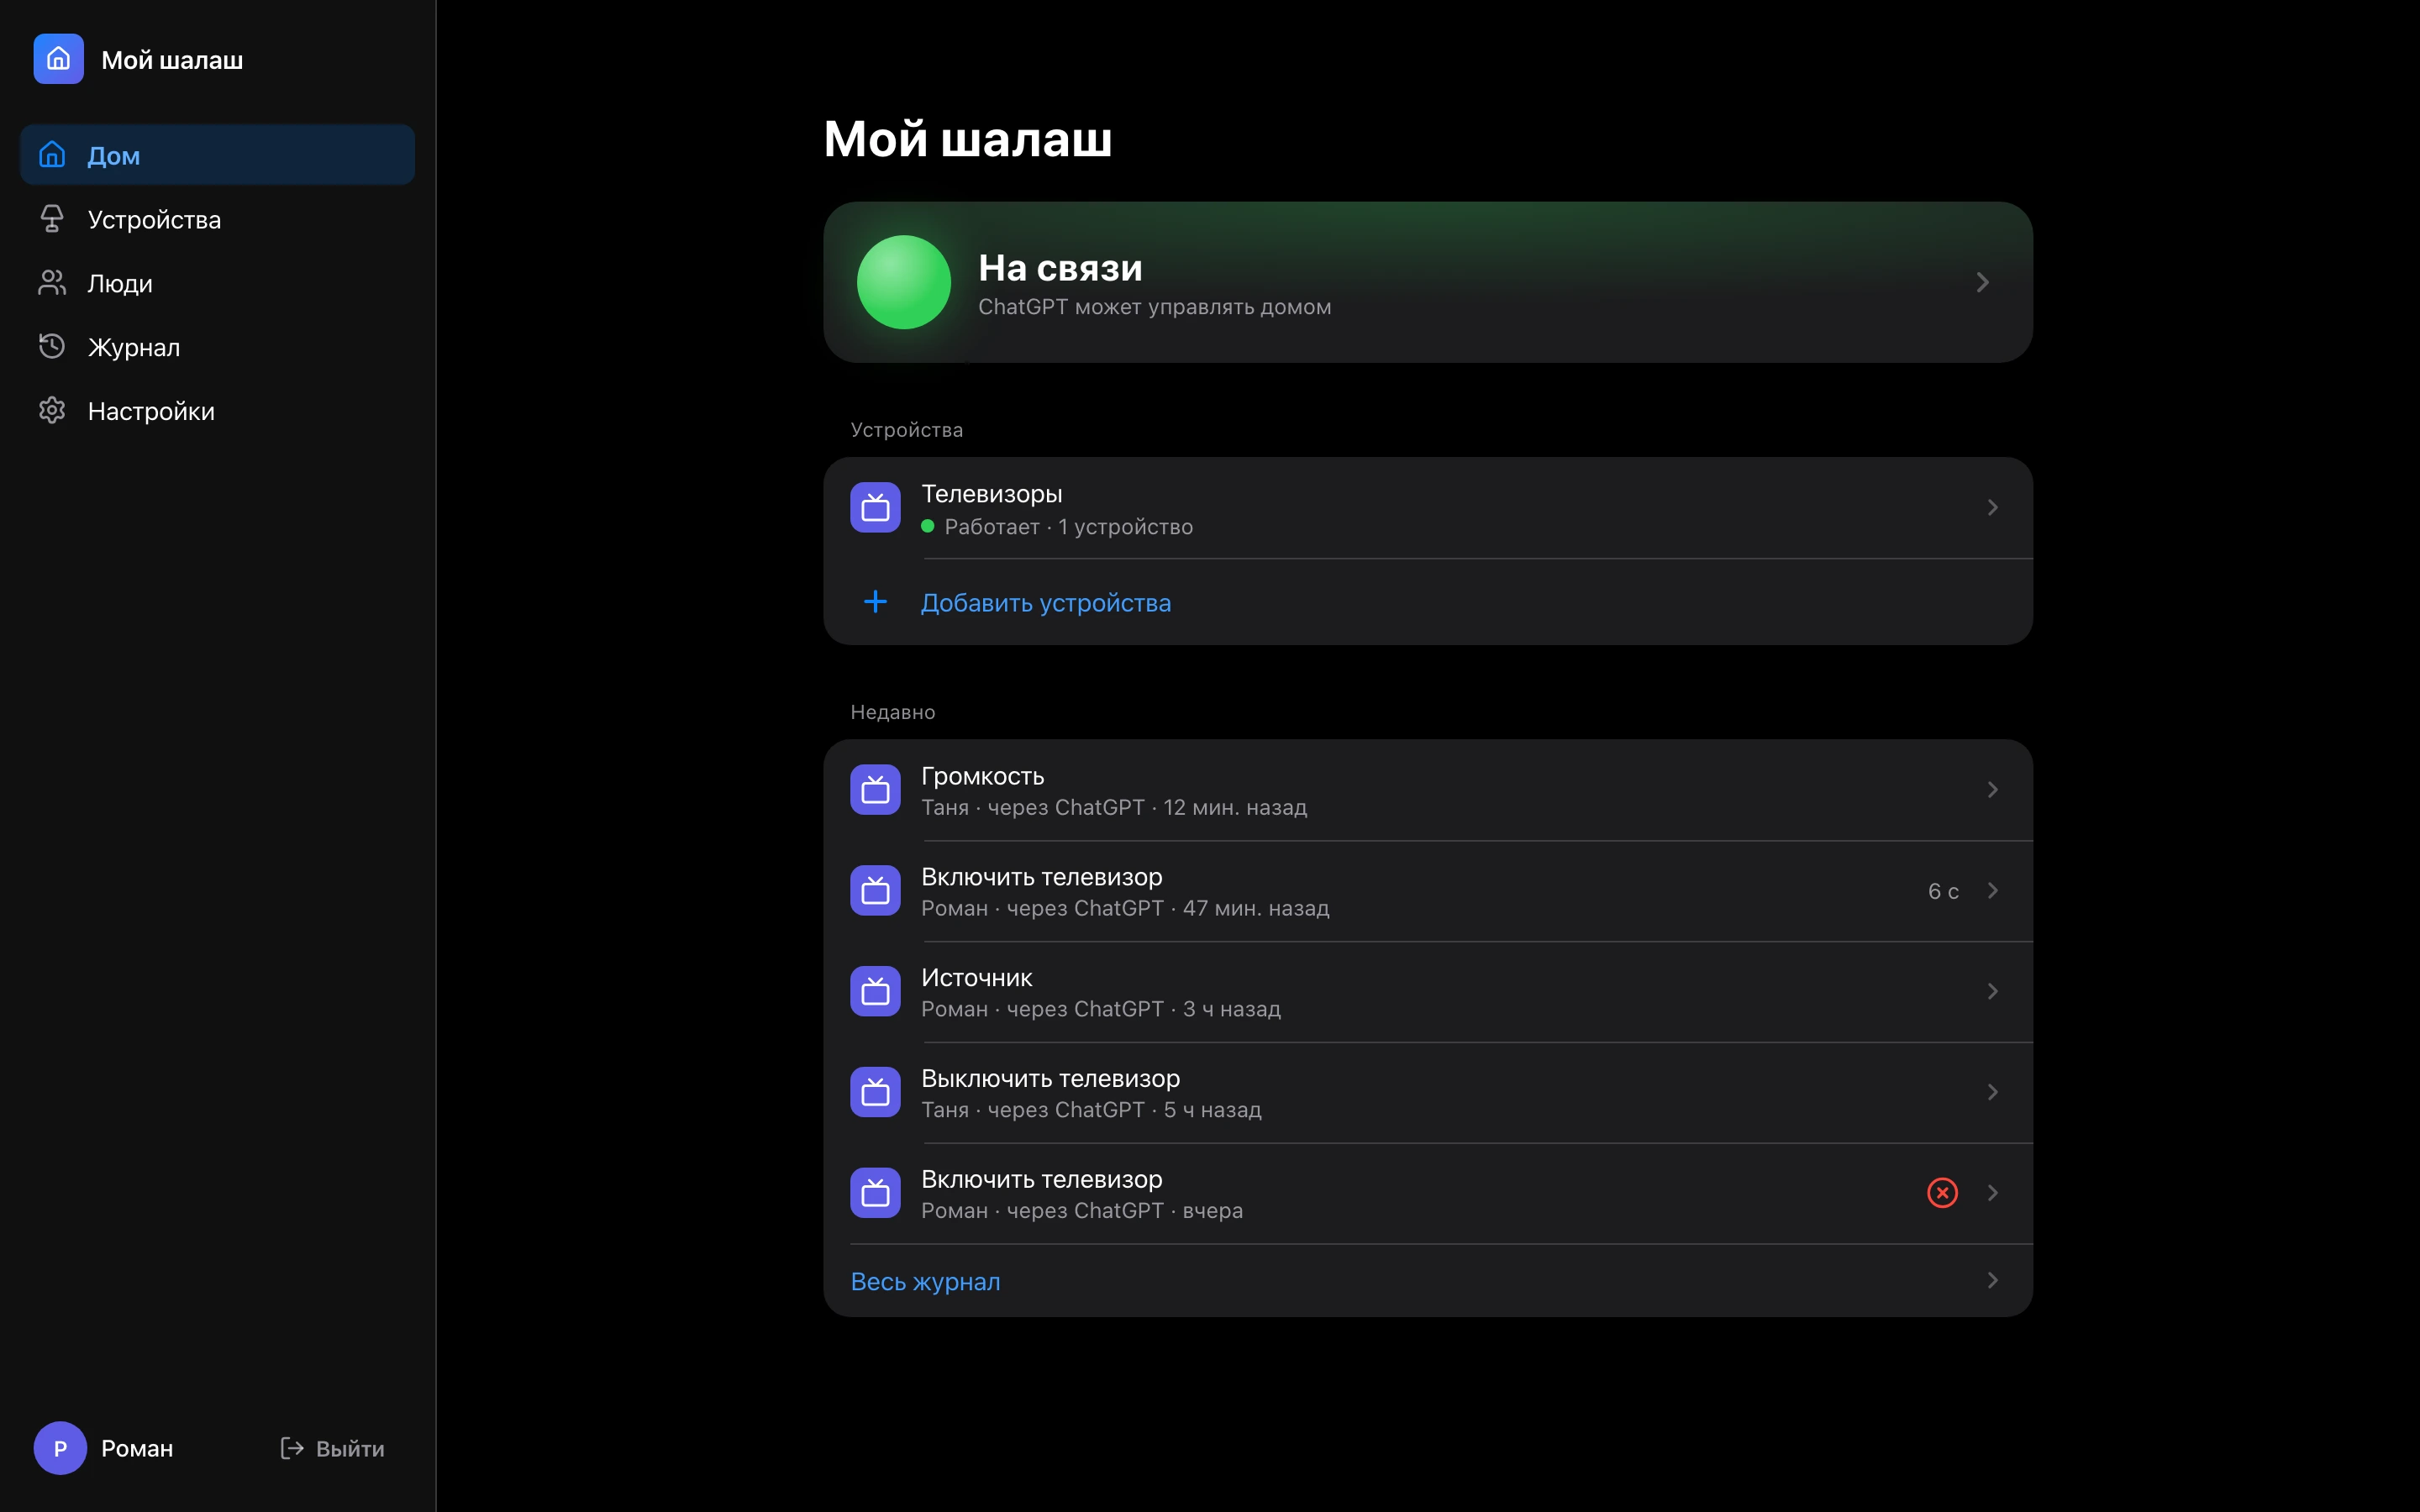 Мой шалаш
Дом
Устройства
Люди
Журнал
Настройки
Р
Роман
Выйти
Мой шалаш
На связи
ChatGPT может управлять домом
Устройства
Телевизоры
Работает · 1 устройство
Добавить устройства
Недавно
Громкость
Таня · через ChatGPT · 12 мин. назад
Включить телевизор
Роман · через ChatGPT · 47 мин. назад
6 с
Источник
Роман · через ChatGPT · 3 ч назад
Выключить телевизор
Таня · через ChatGPT · 5 ч назад
Включить телевизор
Роман · через ChatGPT · вчера
Весь журнал